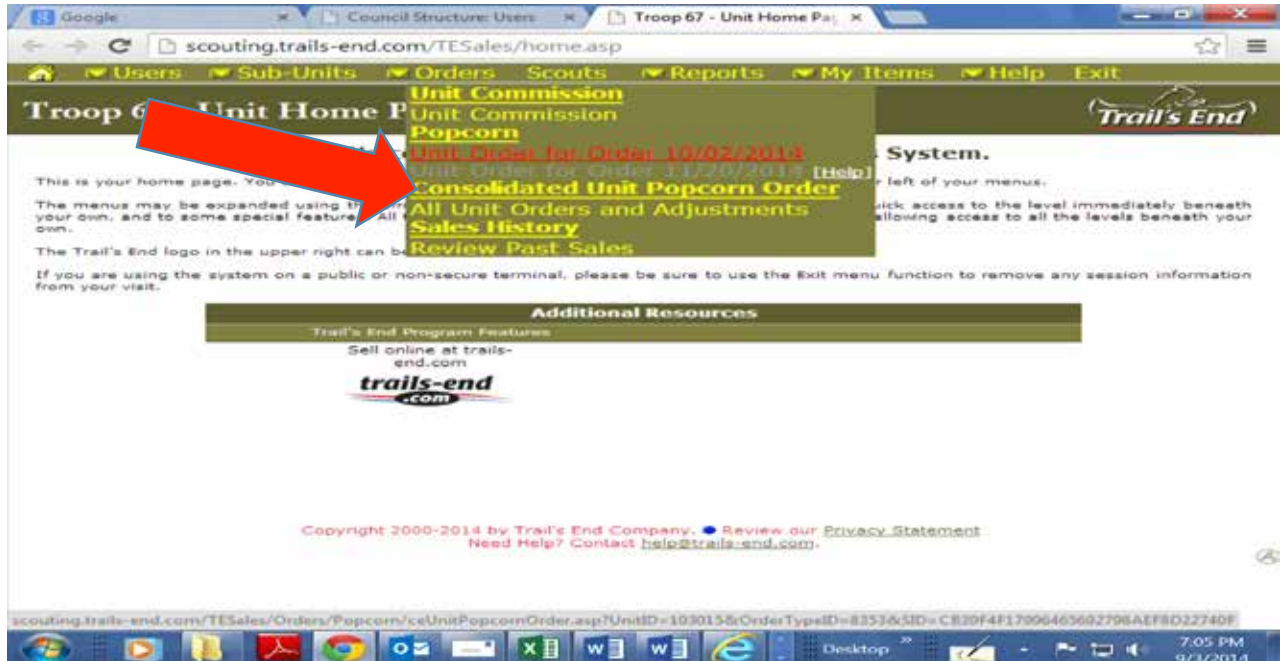 Google
Council Structure: Users
Troop 67 - Unit Home Pa
scouting.trails-end.com/TESales/home.asp
Users Sub-Units Orders Scouts Reports My Items Help Exit
Troop 6 Unit Home P
Trail's End
Unit Commission
Unit Commission
Popcorn
Unit Order for Order 10/02/2014
Unit Order for Order 11/20/2014 [Help]
Consolidated Unit Popcorn Order
All Unit Orders and Adjustments
Sales History
Review Past Sales
System.
This is your home page. You left of your menus.
The menus may be expanded using th quick access to the level immediately beneath
your own, and to some special feature All allowing access to all the levels beneath your
own.
The Trail's End logo in the upper right can b
If you are using the system on a public or non-secure terminal, please be sure to use the Exit menu function to remove any session information
from your visit.
Additional Resources
Trail's End Program Features
Sell online at trails-
end.com
trails-end
.com
Copyright 2000-2014 by Trail's End Company. Review our Privacy Statement
Need Help? Contact help@trails-end.com.
Desktop
7:05 PM
9/3/2014